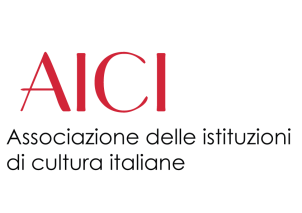 AICI
Associazione delle istituzioni
di cultura italiane